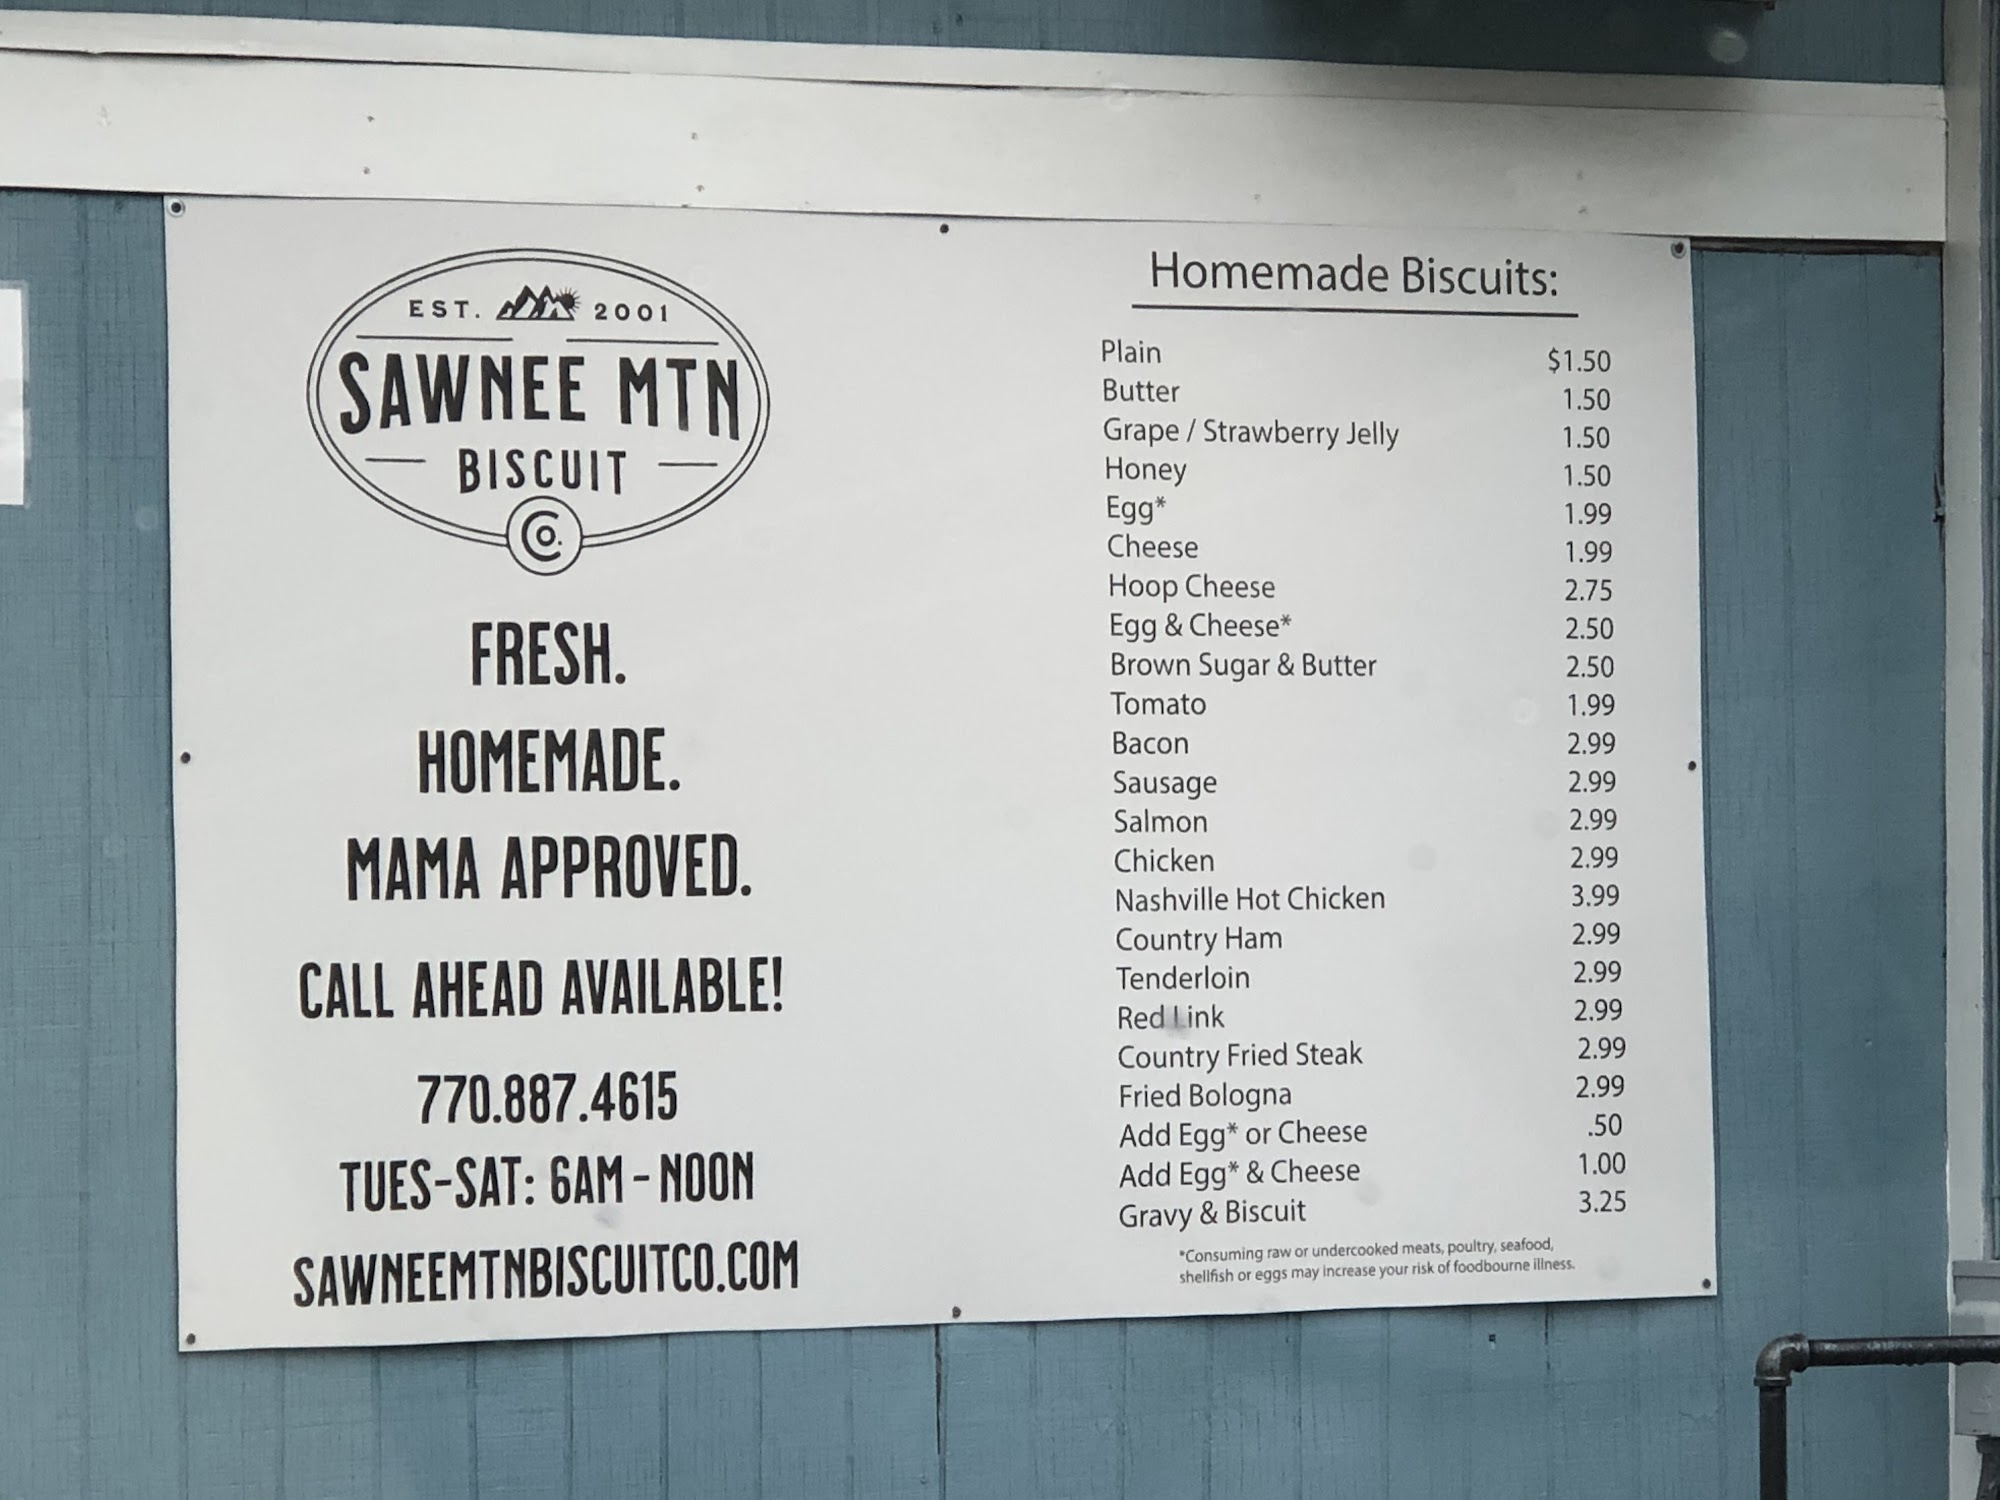 EST. 2001
SAWNEE MTN
BISCUIT
CO.
FRESH.
HOMEMADE.
MAMA APPROVED.
CALL AHEAD AVAILABLE!
770.887.4615
TUES-SAT: 6AM - NOON
SAWNEEMTNBISCUITCO.COM
Homemade Biscuits:
Plain $1.50
Butter 1.50
Grape / Strawberry Jelly 1.50
Honey 1.50
Egg* 1.99
Cheese 1.99
Hoop Cheese 2.75
Egg & Cheese* 2.50
Brown Sugar & Butter 2.50
Tomato 1.99
Bacon 2.99
Sausage 2.99
Salmon 2.99
Chicken 2.99
Nashville Hot Chicken 3.99
Country Ham 2.99
Tenderloin 2.99
Red Link 2.99
Country Fried Steak 2.99
Fried Bologna 2.99
Add Egg* or Cheese .50
Add Egg* & Cheese 1.00
Gravy & Biscuit 3.25
*Consuming raw or undercooked meats, poultry, seafood,
shellfish or eggs may increase your risk of foodbourne illness.